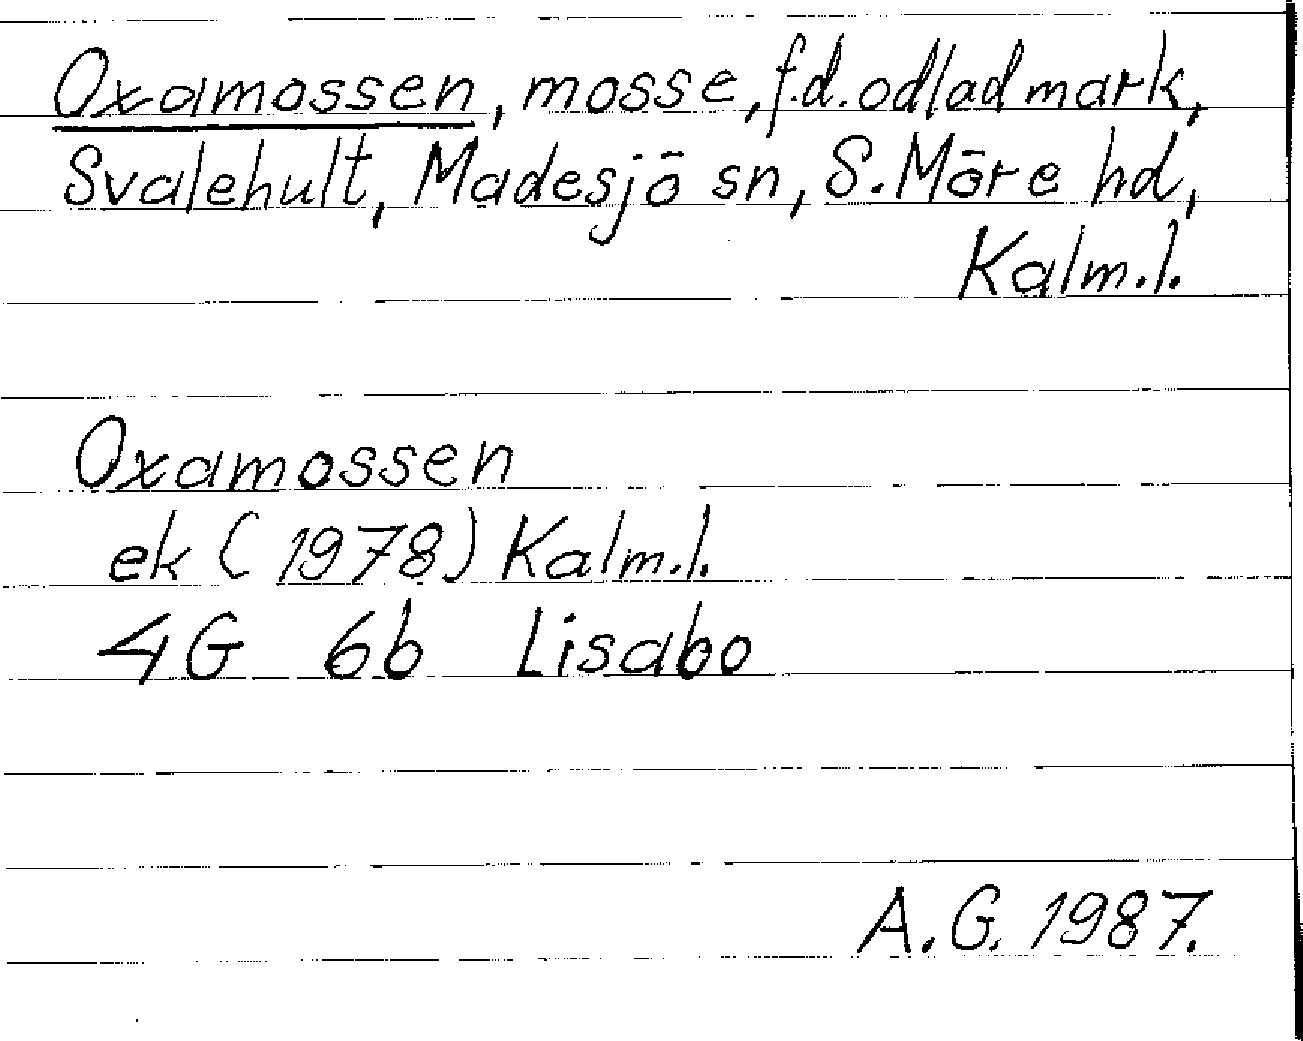 Oxamossen, mosse, f.d. odlad mark,
Svalehult, Madesjö sn, S. Möre hd,
Kalm.l.
Oxamossen
ek (1978) Kalm.l.
4G 6b Lisabo
A.G. 1987.